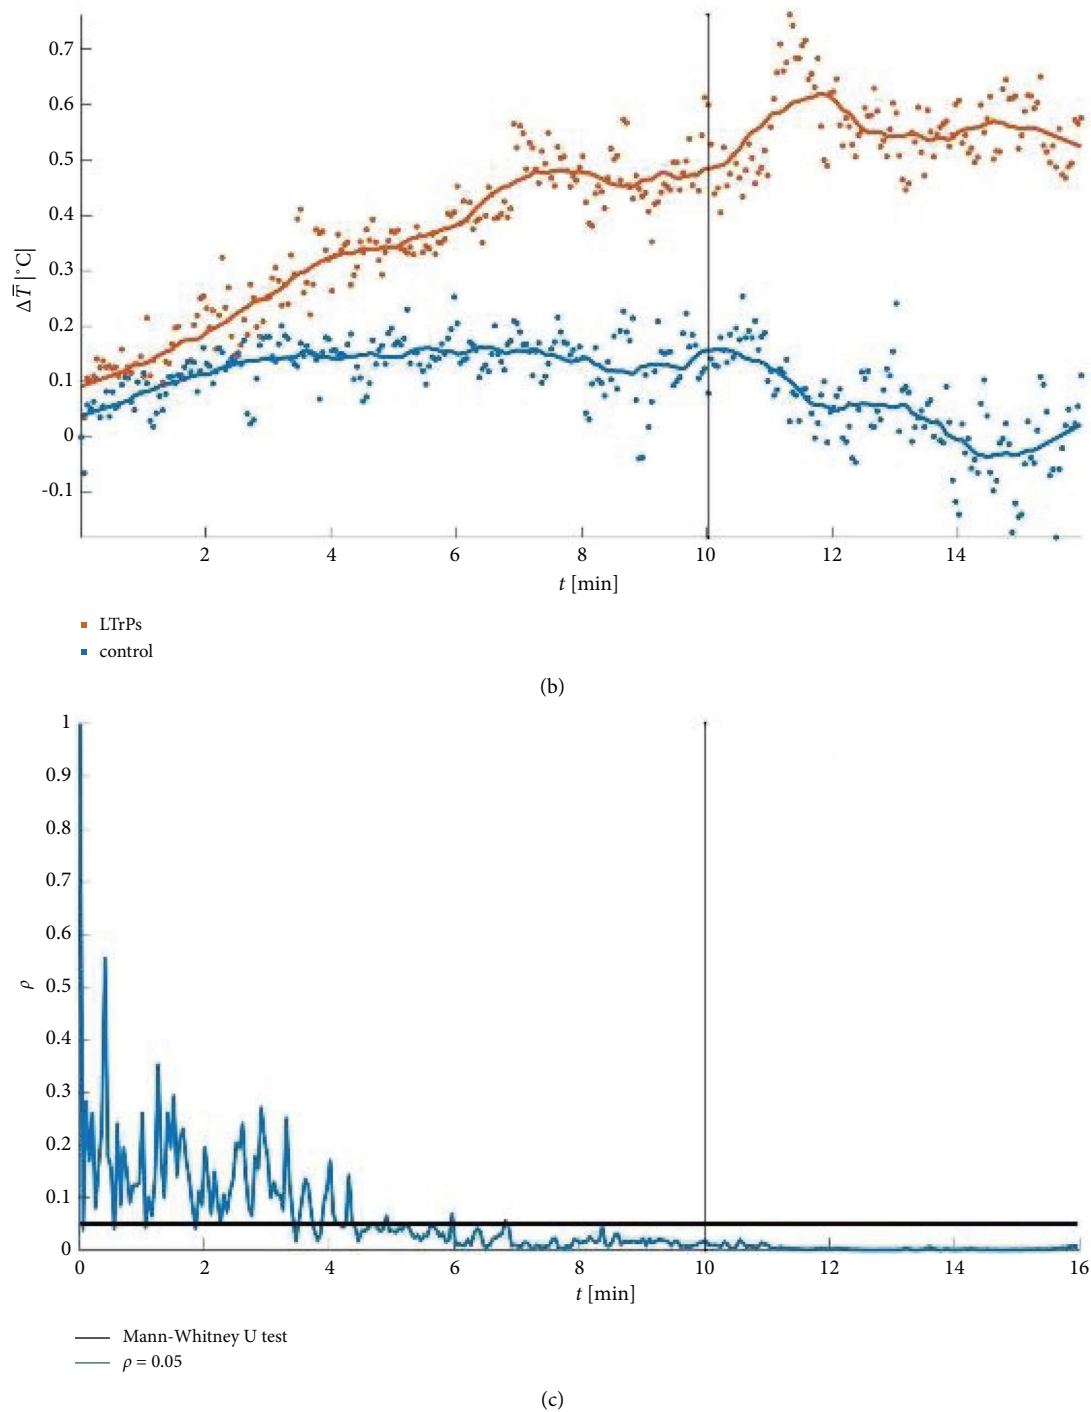 0.7
0.6
0.5
0.4
0.3
0.2
0.1
0
-0.1
ΔT̅ |°C|
2 4 6 8 10 12 14
t [min]
LTrPs
control
(b)
1
0.9
0.8
0.7
0.6
0.5
0.4
0.3
0.2
0.1
0
ρ
0 2 4 6 8 10 12 14 16
t [min]
Mann-Whitney U test
ρ = 0.05
(c)